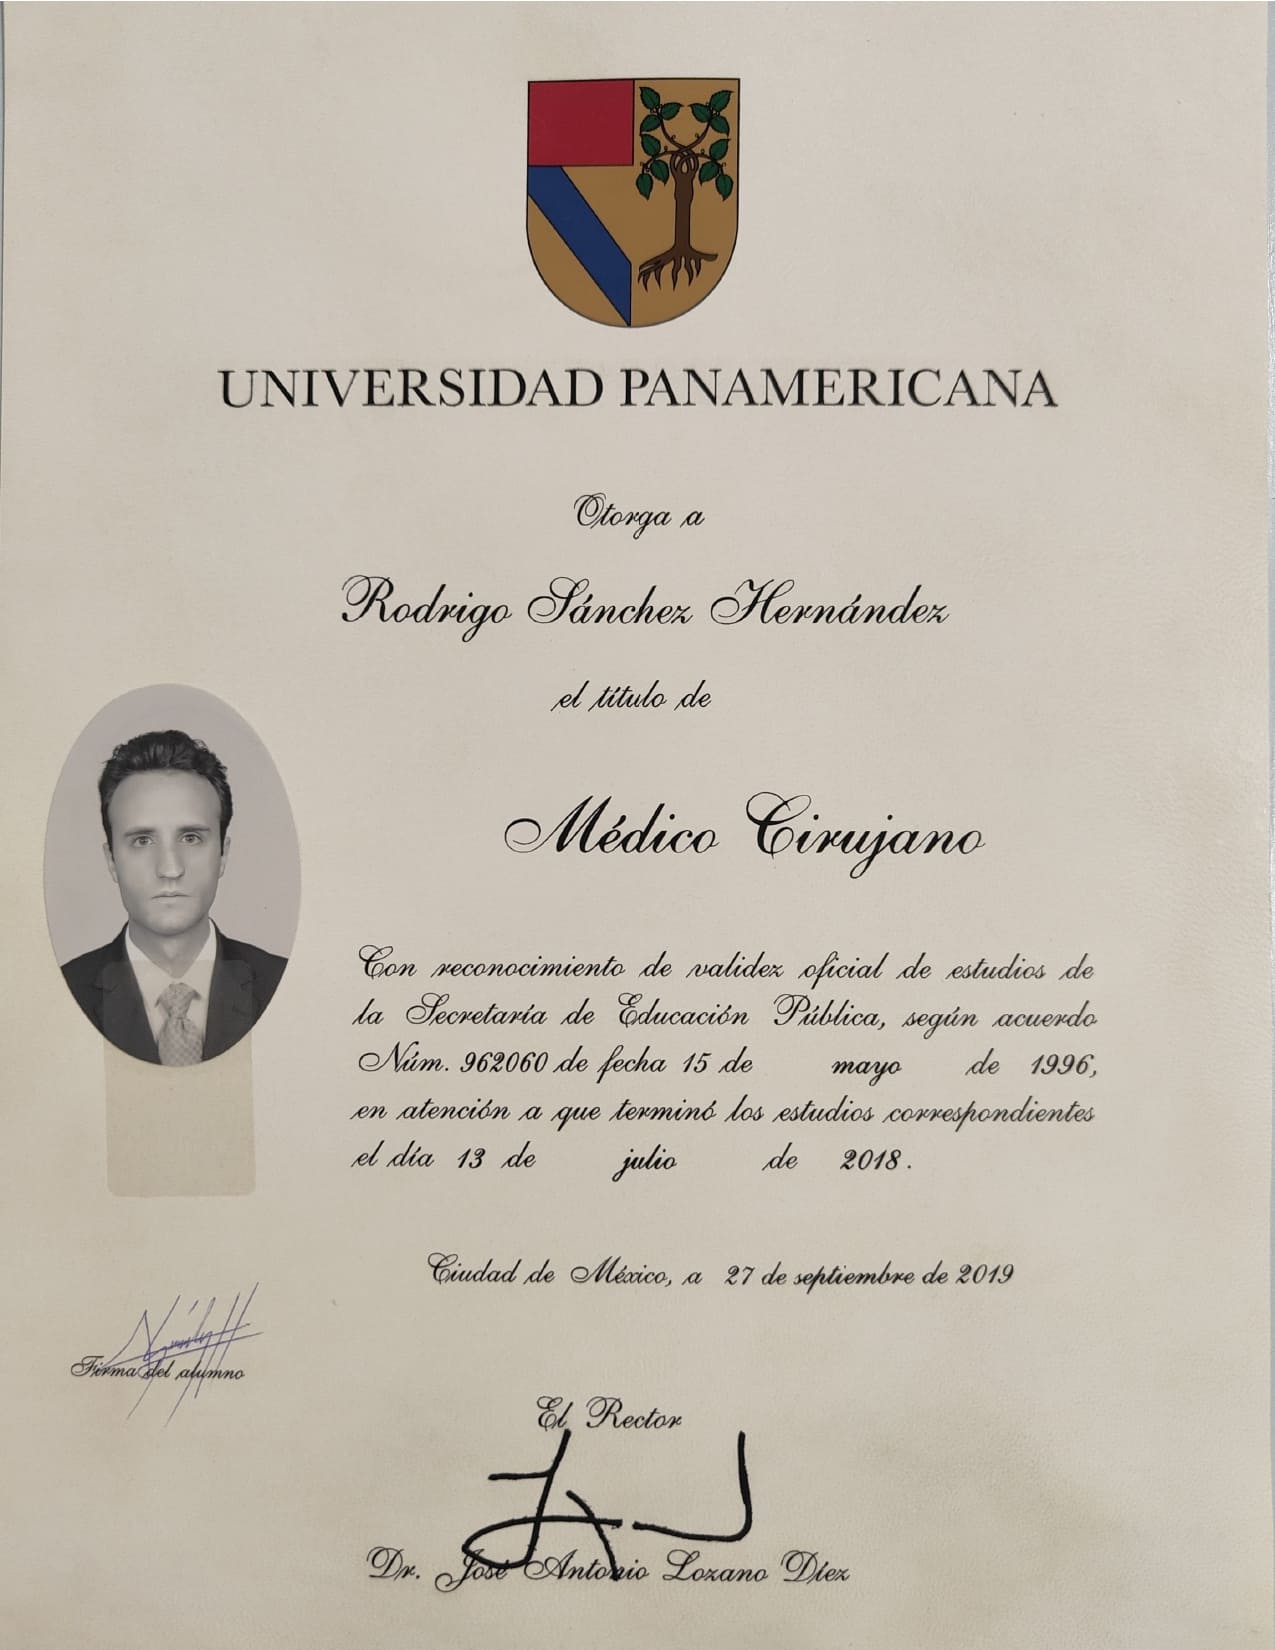 UNIVERSIDAD PANAMERICANA
Otorga a
Rodrigo Sánchez Hernández
el título de
Médico Cirujano
Con reconocimiento de validez oficial de estudios de
la Secretaría de Educación Pública, según acuerdo
Núm. 962060 de fecha 15 de mayo de 1996,
en atención a que terminó los estudios correspondientes
el día 13 de julio de 2018.
Ciudad de México, a 27 de septiembre de 2019
Firma del alumno
El Rector
Dr. José Antonio Lozano Díez